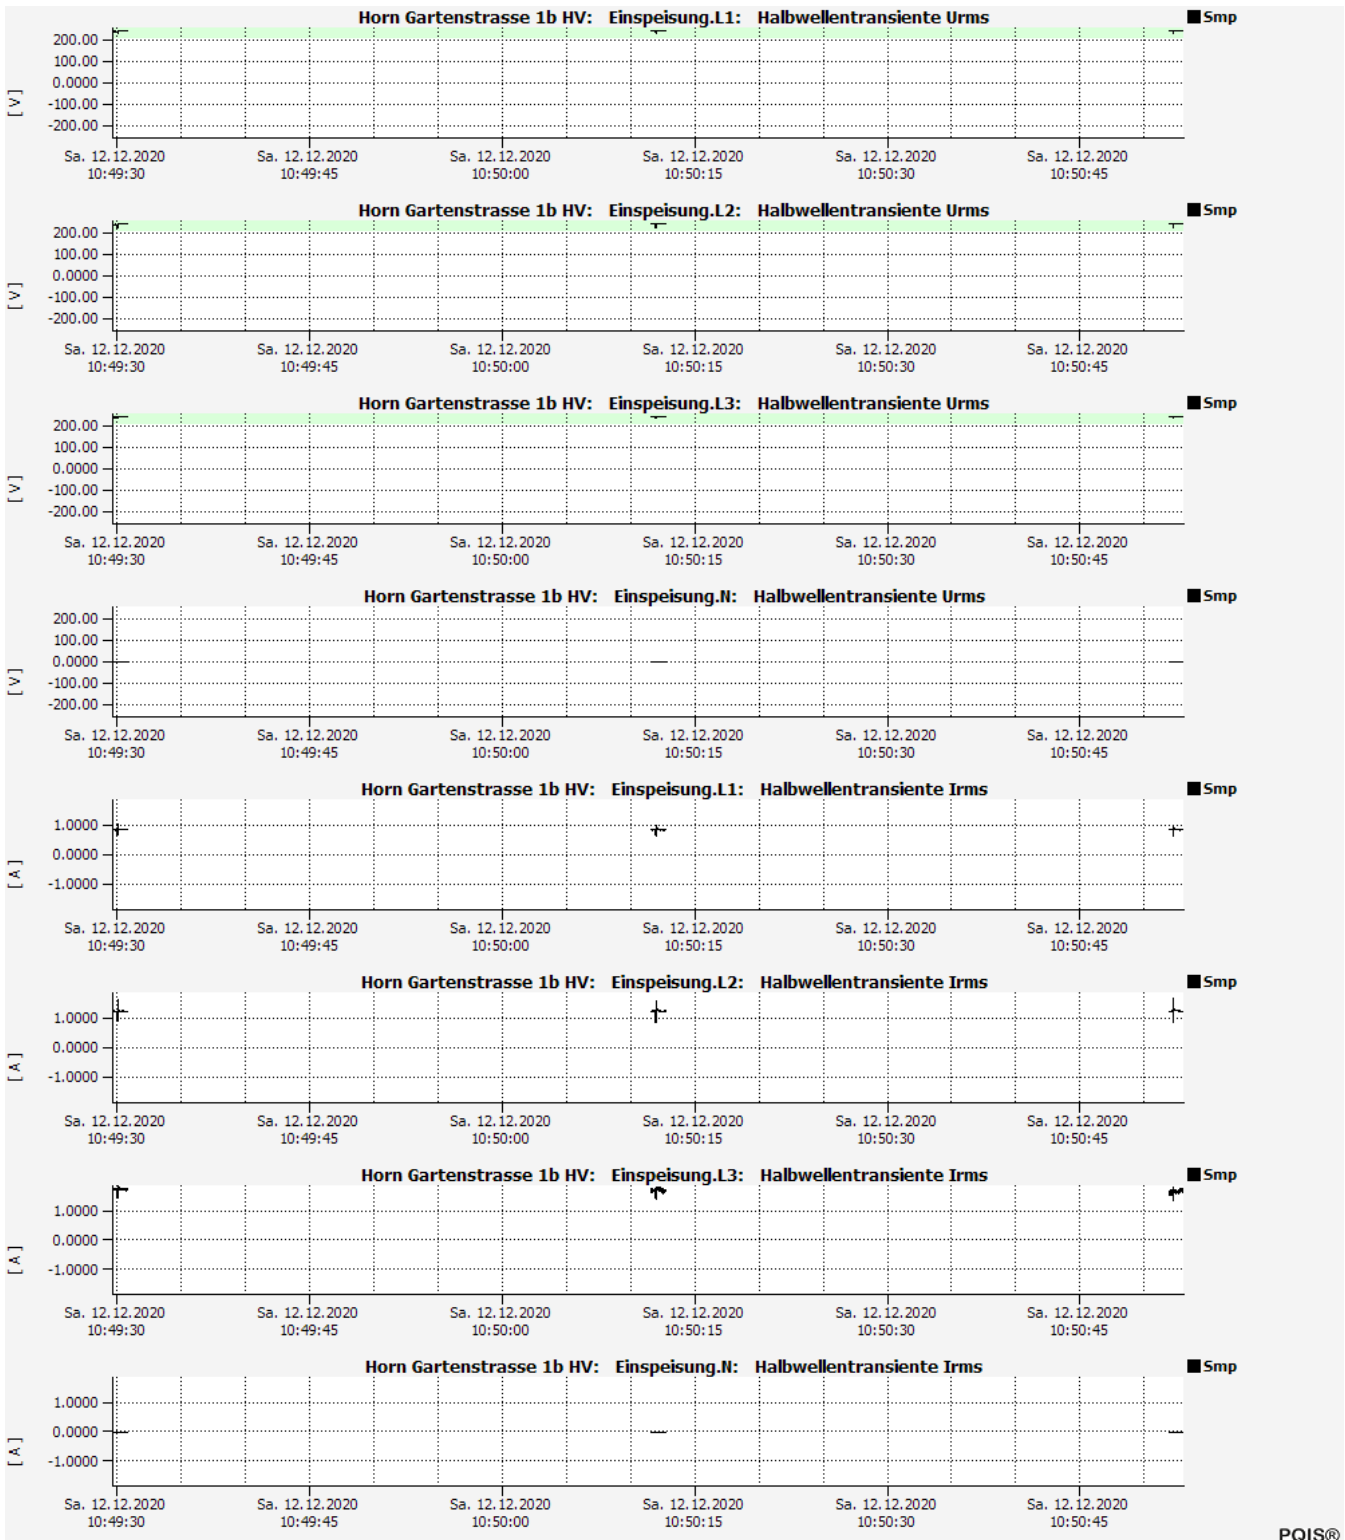 Horn Gartenstrasse 1b HV: Einspeisung.L1: Halbwellentransiente Urms
Smp
200.00
100.00
0.0000
-100.00
-200.00
[ V ]
Sa. 12.12.2020 Sa. 12.12.2020 Sa. 12.12.2020 Sa. 12.12.2020 Sa. 12.12.2020 Sa. 12.12.2020
10:49:30 10:49:45 10:50:00 10:50:15 10:50:30 10:50:45
Horn Gartenstrasse 1b HV: Einspeisung.L2: Halbwellentransiente Urms
Smp
200.00
100.00
0.0000
-100.00
-200.00
[ V ]
Sa. 12.12.2020 Sa. 12.12.2020 Sa. 12.12.2020 Sa. 12.12.2020 Sa. 12.12.2020 Sa. 12.12.2020
10:49:30 10:49:45 10:50:00 10:50:15 10:50:30 10:50:45
Horn Gartenstrasse 1b HV: Einspeisung.L3: Halbwellentransiente Urms
Smp
200.00
100.00
0.0000
-100.00
-200.00
[ V ]
Sa. 12.12.2020 Sa. 12.12.2020 Sa. 12.12.2020 Sa. 12.12.2020 Sa. 12.12.2020 Sa. 12.12.2020
10:49:30 10:49:45 10:50:00 10:50:15 10:50:30 10:50:45
Horn Gartenstrasse 1b HV: Einspeisung.N: Halbwellentransiente Urms
Smp
200.00
100.00
0.0000
-100.00
-200.00
[ V ]
Sa. 12.12.2020 Sa. 12.12.2020 Sa. 12.12.2020 Sa. 12.12.2020 Sa. 12.12.2020 Sa. 12.12.2020
10:49:30 10:49:45 10:50:00 10:50:15 10:50:30 10:50:45
Horn Gartenstrasse 1b HV: Einspeisung.L1: Halbwellentransiente Irms
Smp
1.0000
0.0000
-1.0000
[ A ]
Sa. 12.12.2020 Sa. 12.12.2020 Sa. 12.12.2020 Sa. 12.12.2020 Sa. 12.12.2020 Sa. 12.12.2020
10:49:30 10:49:45 10:50:00 10:50:15 10:50:30 10:50:45
Horn Gartenstrasse 1b HV: Einspeisung.L2: Halbwellentransiente Irms
Smp
1.0000
0.0000
-1.0000
[ A ]
Sa. 12.12.2020 Sa. 12.12.2020 Sa. 12.12.2020 Sa. 12.12.2020 Sa. 12.12.2020 Sa. 12.12.2020
10:49:30 10:49:45 10:50:00 10:50:15 10:50:30 10:50:45
Horn Gartenstrasse 1b HV: Einspeisung.L3: Halbwellentransiente Irms
Smp
1.0000
0.0000
-1.0000
[ A ]
Sa. 12.12.2020 Sa. 12.12.2020 Sa. 12.12.2020 Sa. 12.12.2020 Sa. 12.12.2020 Sa. 12.12.2020
10:49:30 10:49:45 10:50:00 10:50:15 10:50:30 10:50:45
Horn Gartenstrasse 1b HV: Einspeisung.N: Halbwellentransiente Irms
Smp
1.0000
0.0000
-1.0000
[ A ]
Sa. 12.12.2020 Sa. 12.12.2020 Sa. 12.12.2020 Sa. 12.12.2020 Sa. 12.12.2020 Sa. 12.12.2020
10:49:30 10:49:45 10:50:00 10:50:15 10:50:30 10:50:45
PQIS®